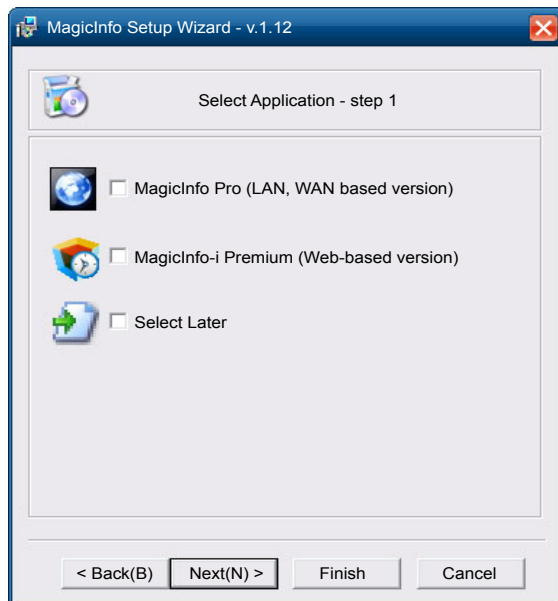 MagicInfo Setup Wizard - v.1.12
Select Application - step 1
MagicInfo Pro (LAN, WAN based version)
MagicInfo-i Premium (Web-based version)
Select Later
< Back(B) Next(N) > Finish Cancel